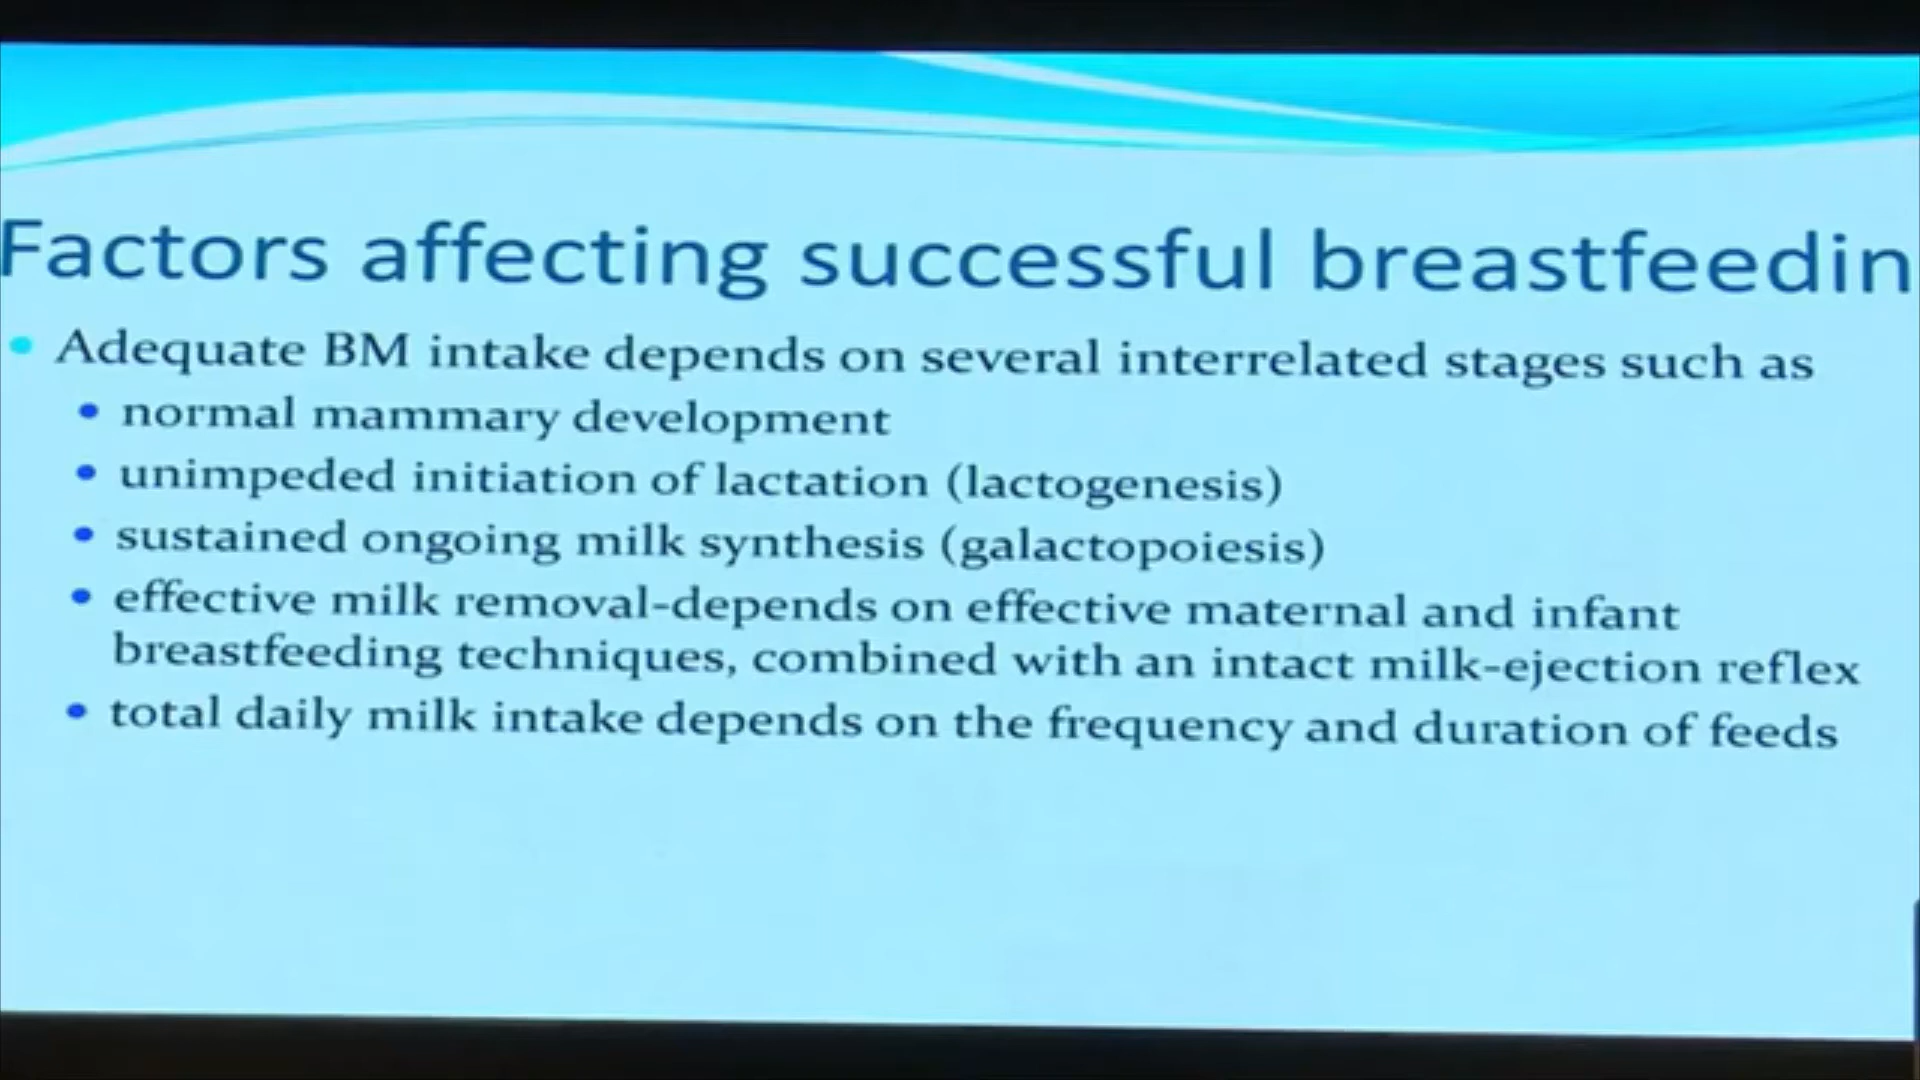 Factors affecting successful breastfeedin
Adequate BM intake depends on several interrelated stages such as
normal mammary development
unimpeded initiation of lactation (lactogenesis)
sustained ongoing milk synthesis (galactopoiesis)
effective milk removal-depends on effective maternal and infant
breastfeeding techniques, combined with an intact milk-ejection reflex
total daily milk intake depends on the frequency and duration of feeds